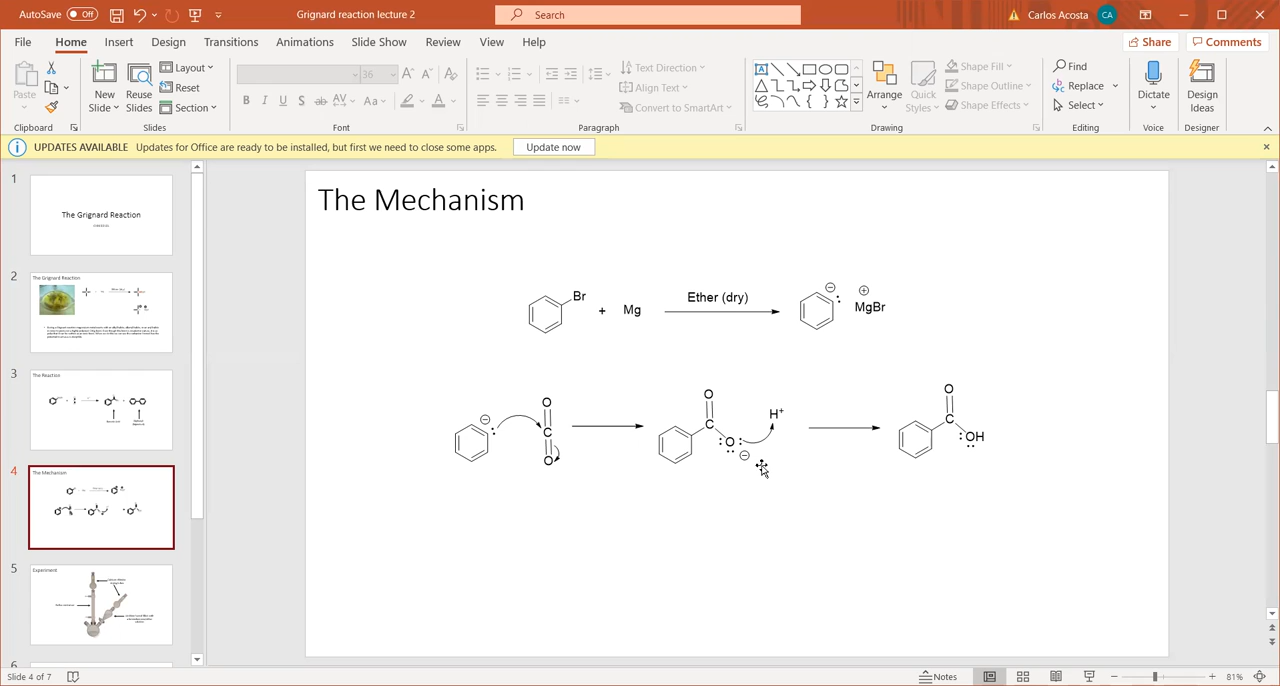 AutoSave Off
Grignard reaction lecture 2
Search
Carlos Acosta
CA
File Home Insert Draw Design Transitions Animations Slide Show Review View Help
Share Comments
Paste
New Slide
Reuse Slides
Layout
Reset
Section
36
Text Direction
Align Text
Convert to SmartArt
Arrange
Quick Styles
Shape Fill
Shape Outline
Shape Effects
Find
Replace
Select
Dictate
Design Ideas
Clipboard Slides Font Paragraph Drawing Editing Voice Designer
UPDATES AVAILABLE Updates for Office are ready to be installed, but first we need to close some apps. Update now
1
The Grignard Reaction
2
The Grignard Reaction
3
The Reaction
4
The Mechanism
5
Experiment
6
The Mechanism
Br
+ Mg
Ether (dry)
MgBr
O
C
O
O
C
O
H+
O
C
OH
Slide 4 of 7
Notes
81%